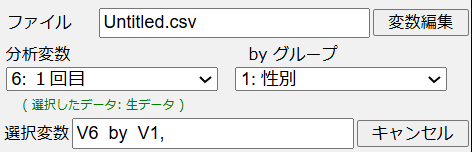 ファイル Untitled.csv 変数編集
分析変数 by グループ
6: １回目 1: 性別
( 選択したデータ: 生データ )
選択変数 V6 by V1, キャンセル